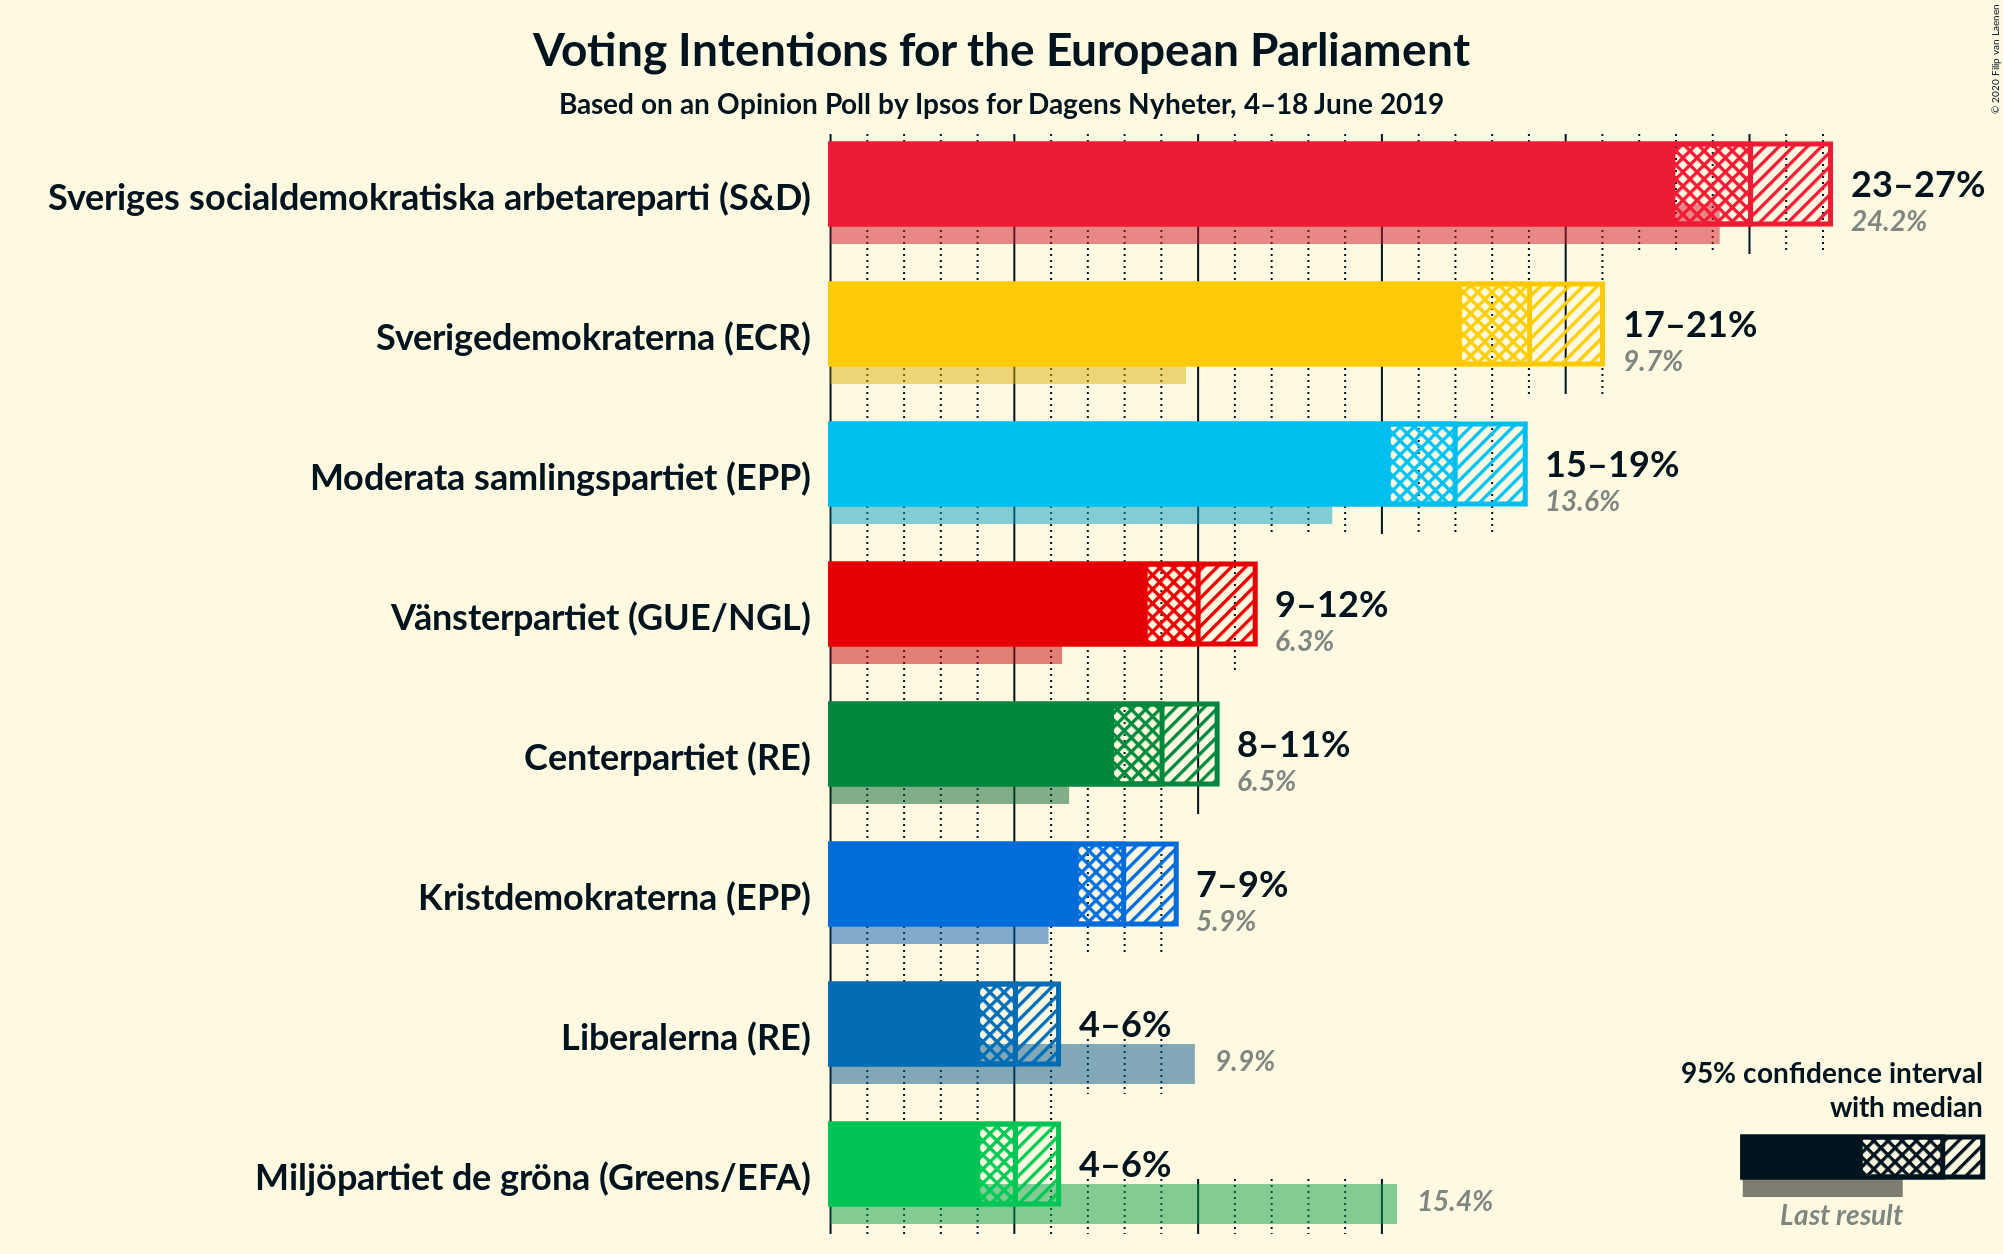 Voting Intentions for the European Parliament
Based on an Opinion Poll by Ipsos for Dagens Nyheter, 4–18 June 2019
© 2020 Filip van Laenen
Sveriges socialdemokratiska arbetareparti (S&D)
23–27%
24.2%
Sverigedemokraterna (ECR)
17–21%
9.7%
Moderata samlingspartiet (EPP)
15–19%
13.6%
Vänsterpartiet (GUE/NGL)
9–12%
6.3%
Centerpartiet (RE)
8–11%
6.5%
Kristdemokraterna (EPP)
7–9%
5.9%
Liberalerna (RE)
4–6%
9.9%
Miljöpartiet de gröna (Greens/EFA)
4–6%
15.4%
95% confidence interval
with median
Last result